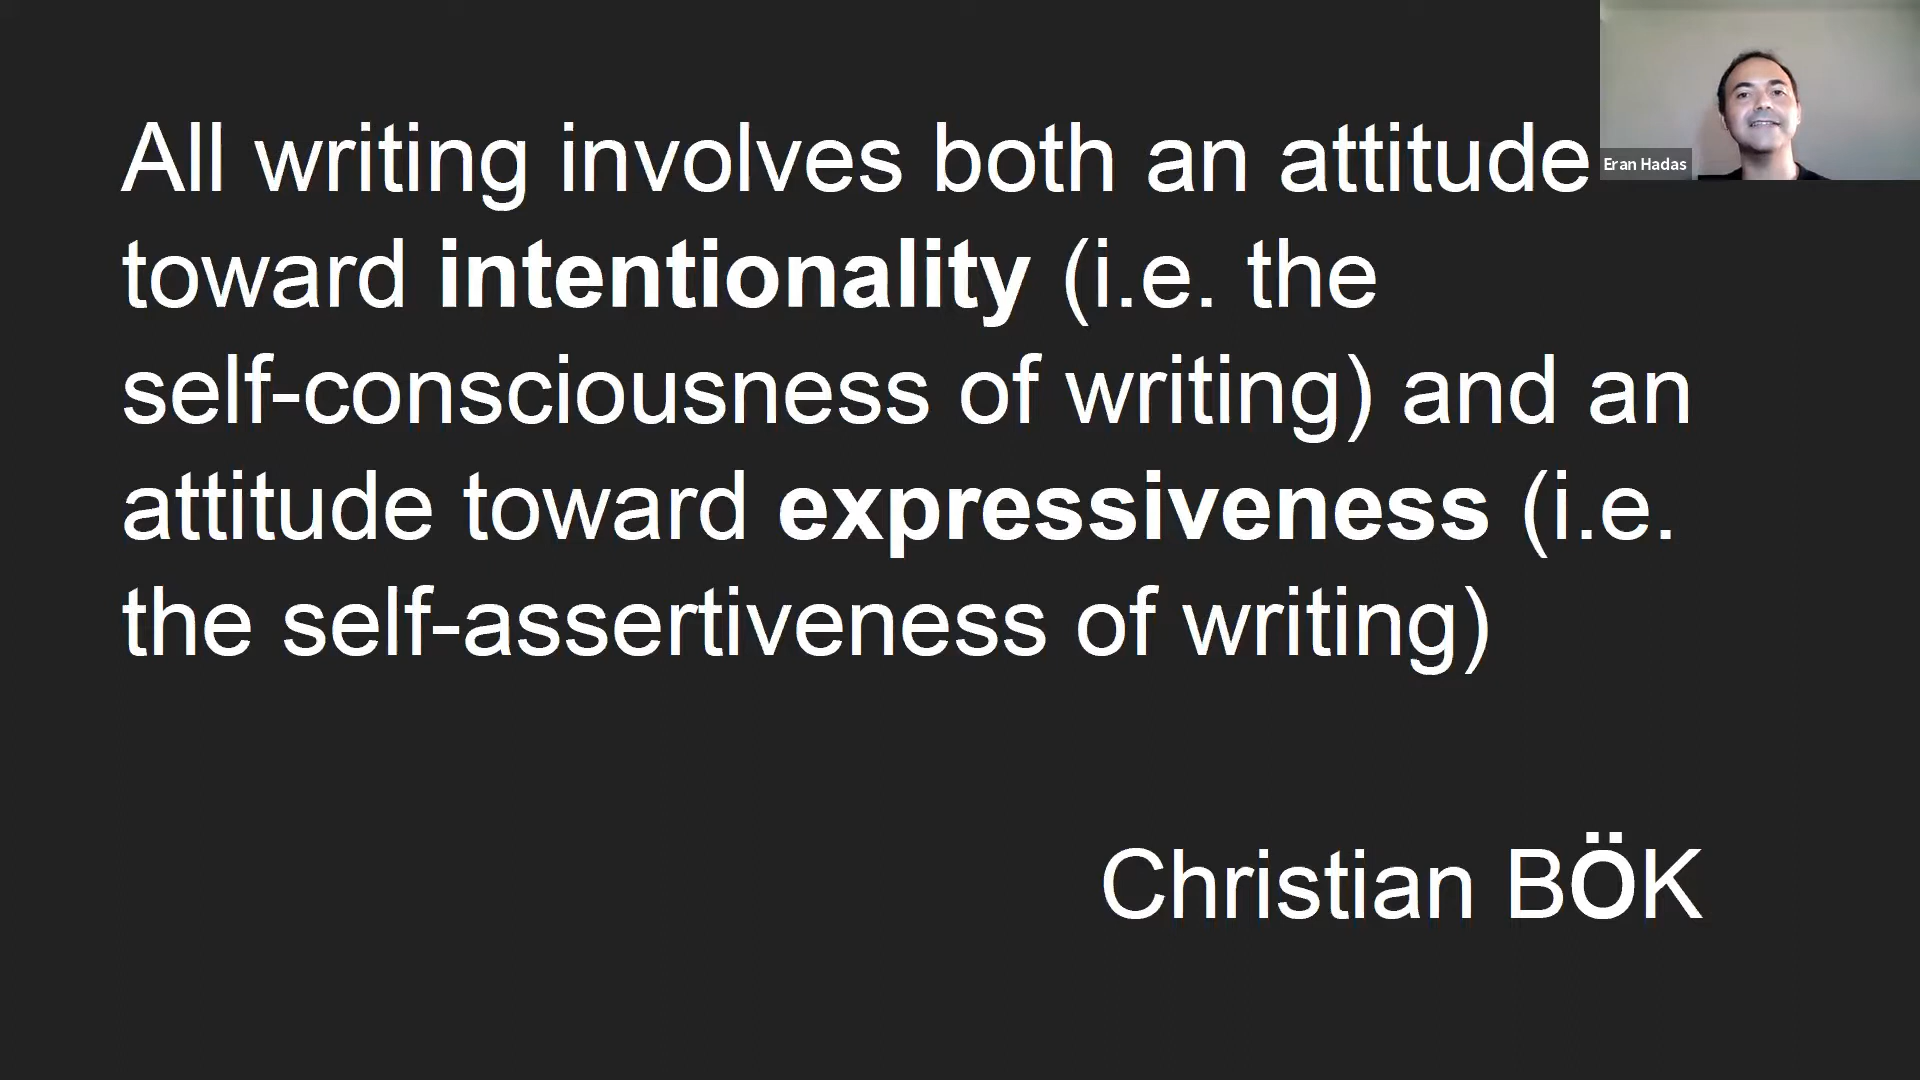 All writing involves both an attitude
toward intentionality (i.e. the
self-consciousness of writing) and an
attitude toward expressiveness (i.e.
the self-assertiveness of writing)
Christian BÖK
Eran Hadas